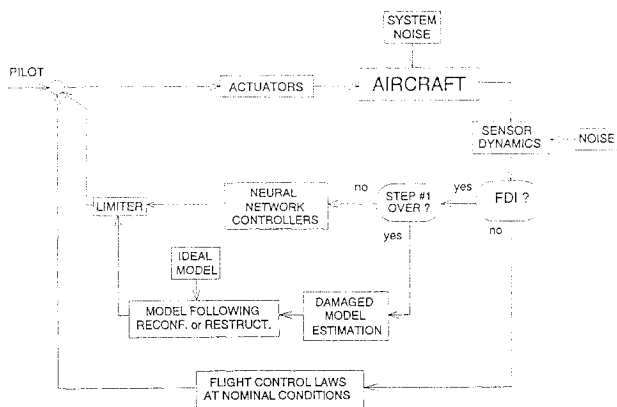 SYSTEM
NOISE
PILOT
ACTUATORS
AIRCRAFT
SENSOR
DYNAMICS
NOISE
NEURAL
NETWORK
CONTROLLERS
no
STEP #1
OVER ?
yes
FDI ?
LIMITER
yes
no
IDEAL
MODEL
MODEL FOLLOWING
RECONF. or RESTRUCT.
DAMAGED
MODEL
ESTIMATION
FLIGHT CONTROL LAWS
AT NOMINAL CONDITIONS